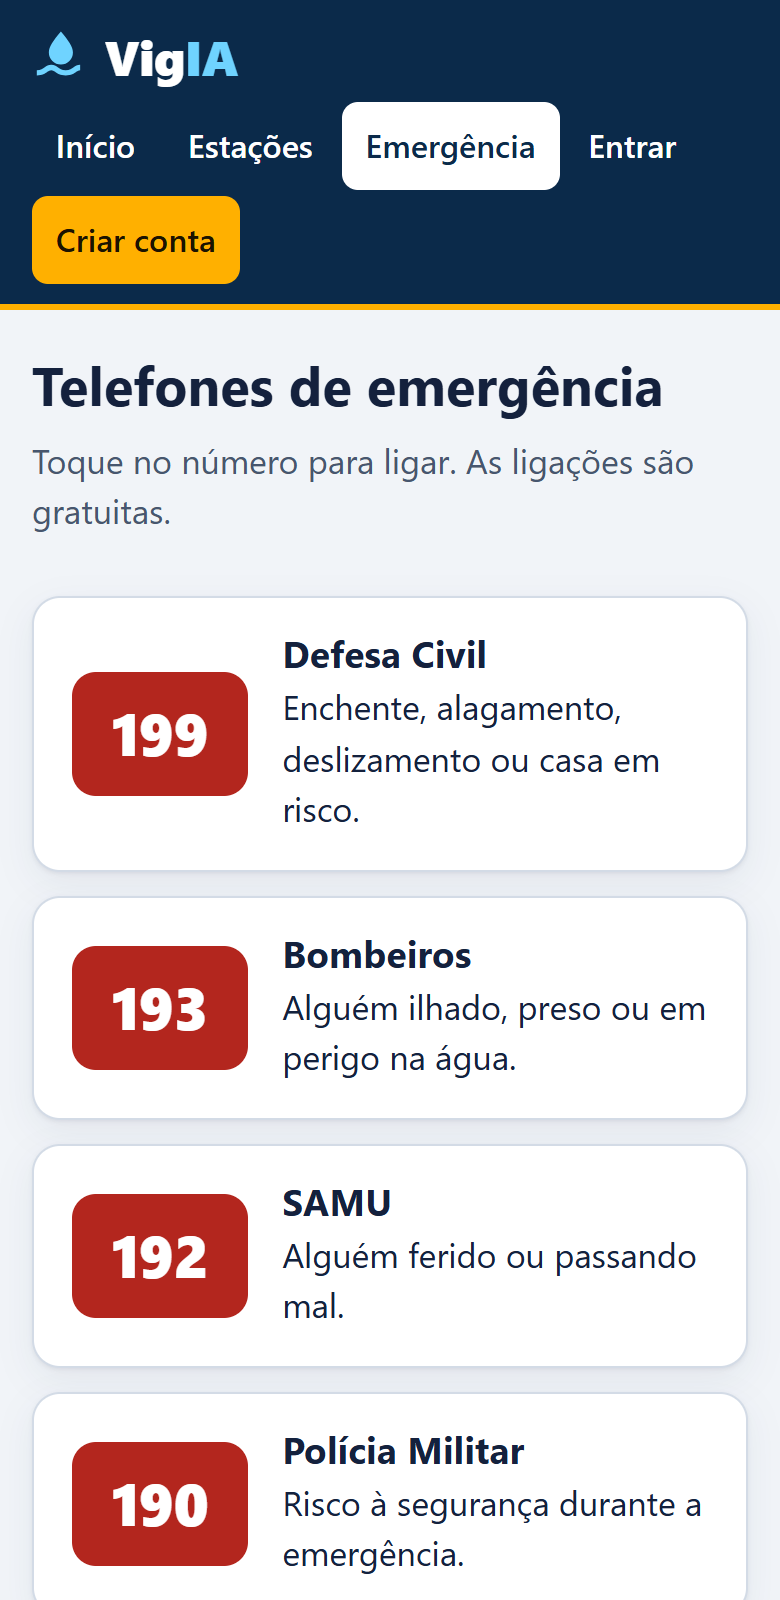 VigIA
Início Estações Emergência Entrar
Criar conta
Telefones de emergência
Toque no número para ligar. As ligações são
gratuitas.
199
Defesa Civil
Enchente, alagamento,
deslizamento ou casa em
risco.
193
Bombeiros
Alguém ilhado, preso ou em
perigo na água.
192
SAMU
Alguém ferido ou passando
mal.
190
Polícia Militar
Risco à segurança durante a
emergência.